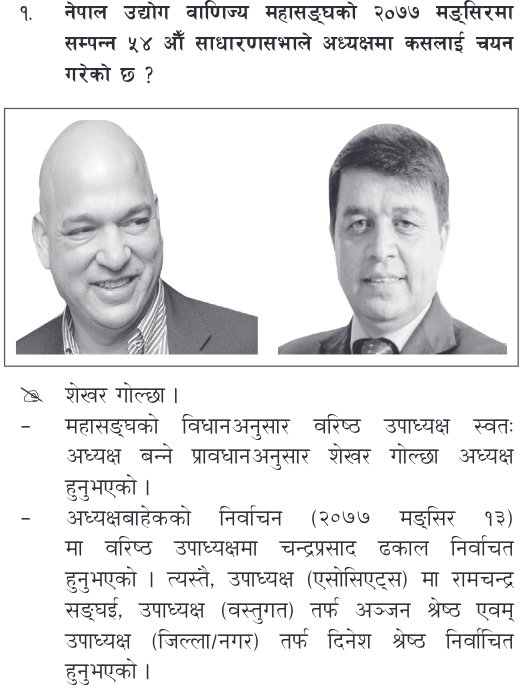 १. नेपाल उद्योग वाणिज्य महासङ्घको २०७७ मङ्सिरमा
सम्पन्न ५४ औँ साधारणसभाले अध्यक्षमा कसलाई चयन
गरेको छ ?
शेखर गोल्छा ।
– महासङ्घको विधानअनुसार वरिष्ठ उपाध्यक्ष स्वतः
अध्यक्ष बन्ने प्रावधानअनुसार शेखर गोल्छा अध्यक्ष
हुनुभएको ।
– अध्यक्षबाहेकको निर्वाचन (२०७७ मङ्सिर १३)
मा वरिष्ठ उपाध्यक्षमा चन्द्रप्रसाद ढकाल निर्वाचत
हुनुभएको । त्यस्तै, उपाध्यक्ष (एसोसिएट्स) मा रामचन्द्र
सङ्घई, उपाध्यक्ष (वस्तुगत) तर्फ अञ्जन श्रेष्ठ एवम्
उपाध्यक्ष (जिल्ला/नगर) तर्फ दिनेश श्रेष्ठ निर्वाचित
हुनुभएको ।